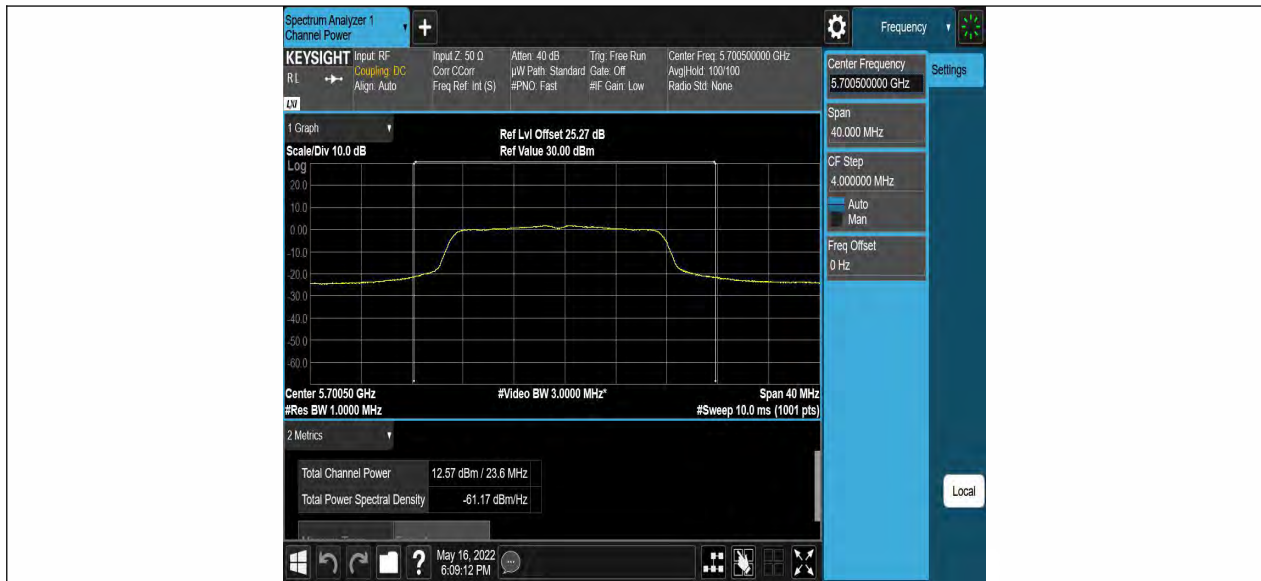 Spectrum Analyzer 1
Channel Power
+
Frequency
KEYSIGHT
RL
LXI
Input: RF
Coupling: DC
Align: Auto
Input Z: 50 Ω
Corr CCorr
Freq Ref: Int (S)
Atten: 40 dB
µW Path: Standard
#PNO: Fast
Trig: Free Run
Gate: Off
#IF Gain: Low
Center Freq: 5.700500000 GHz
Avg|Hold: 100/100
Radio Std: None
Center Frequency
5.700500000 GHz
Settings
Span
40.000 MHz
CF Step
4.000000 MHz
Auto
Man
Freq Offset
0 Hz
Local
1 Graph
Scale/Div 10.0 dB
Ref Lvl Offset 25.27 dB
Ref Value 30.00 dBm
Log
20.0
10.0
0.00
-10.0
-20.0
-30.0
-40.0
-50.0
-60.0
Center 5.70050 GHz
#Video BW 3.0000 MHz*
Span 40 MHz
#Res BW 1.0000 MHz
#Sweep 10.0 ms (1001 pts)
2 Metrics
Total Channel Power 12.57 dBm / 23.6 MHz
Total Power Spectral Density -61.17 dBm/Hz
?
May 16, 2022
6:09:12 PM